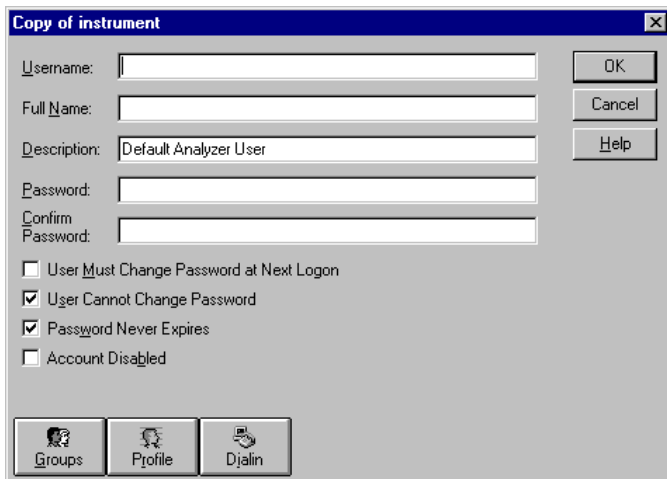 Copy of instrument
Username:
OK
Full Name:
Cancel
Description: Default Analyzer User
Help
Password:
Confirm
Password:
User Must Change Password at Next Logon
User Cannot Change Password
Password Never Expires
Account Disabled
Groups
Profile
Dialin